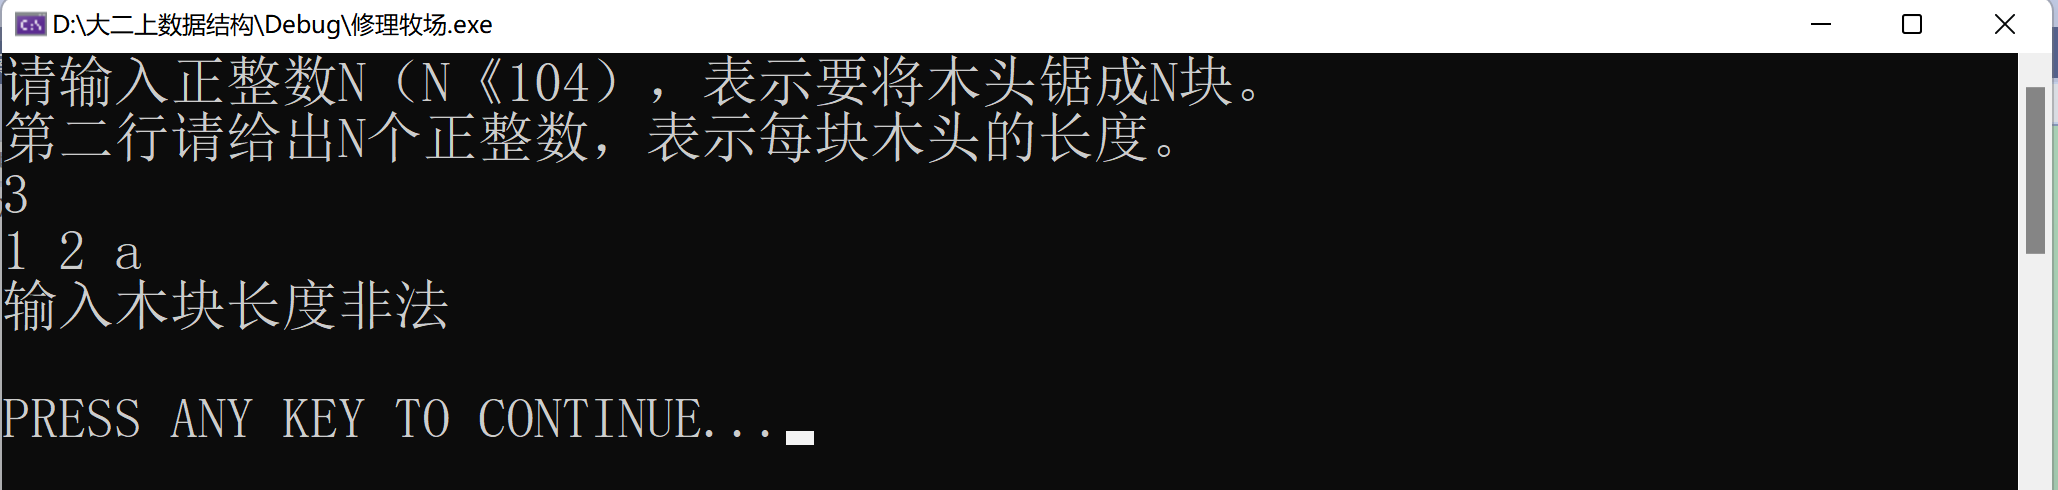 D:\大二上数据结构\Debug\修理牧场.exe
请输入正整数N（N《104），表示要将木头锯成N块。
第二行请给出N个正整数，表示每块木头的长度。
3
1 2 a
输入木块长度非法
PRESS ANY KEY TO CONTINUE...